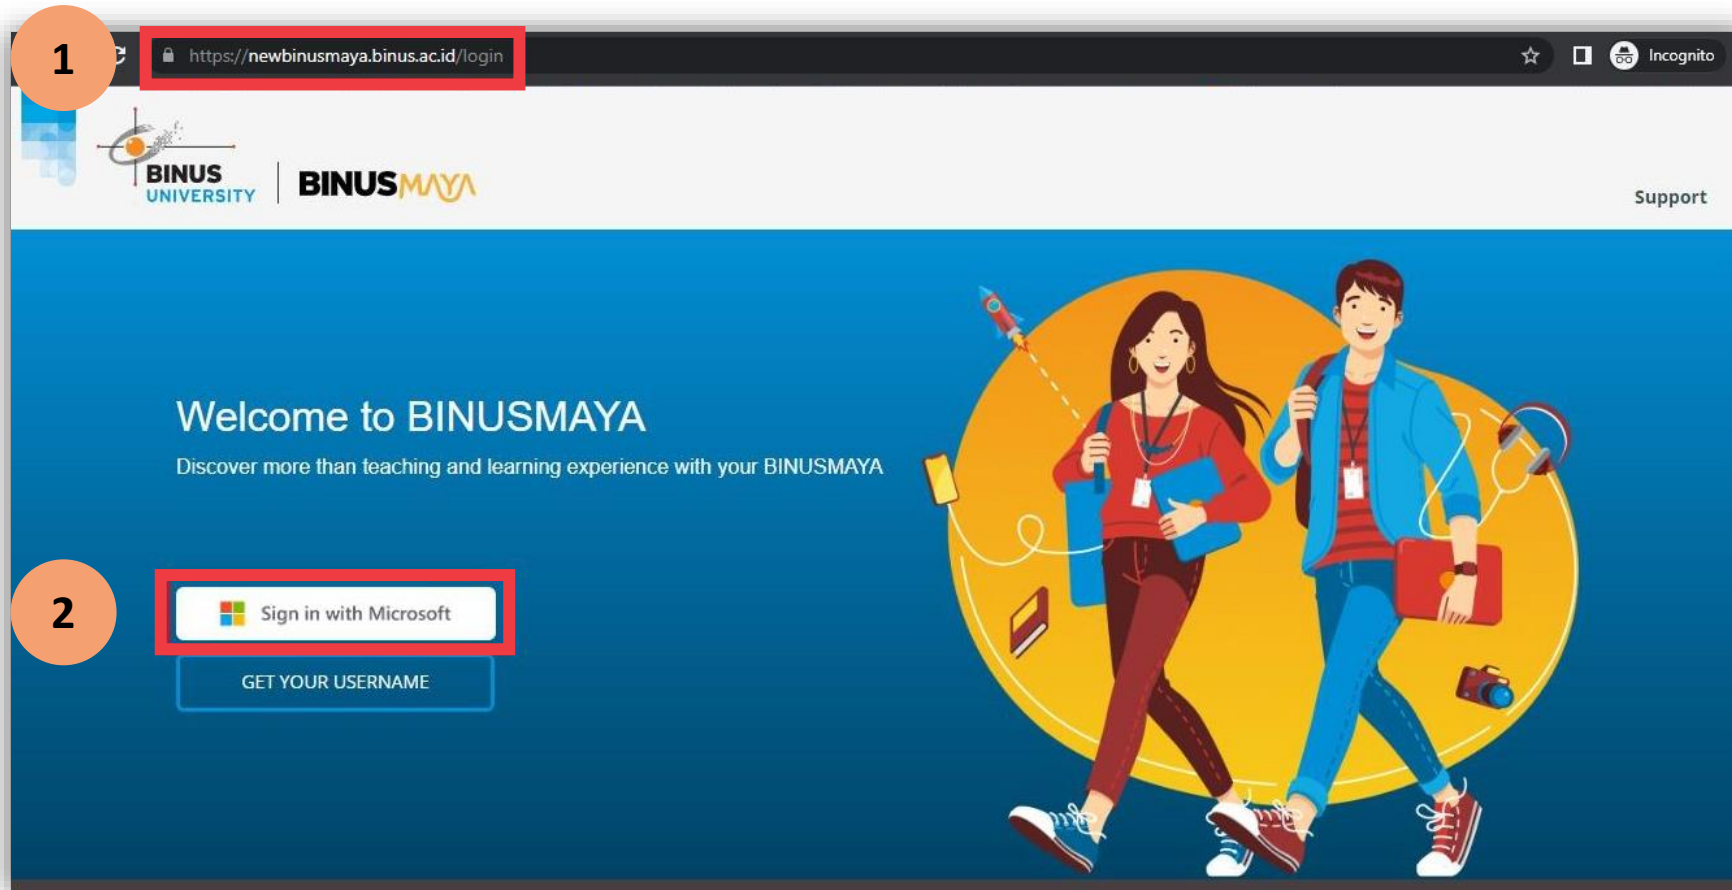 1
https://newbinusmaya.binus.ac.id/login
Incognito
BINUS
UNIVERSITY
BINUSMAYA
Support
Welcome to BINUSMAYA
Discover more than teaching and learning experience with your BINUSMAYA
2
Sign in with Microsoft
GET YOUR USERNAME